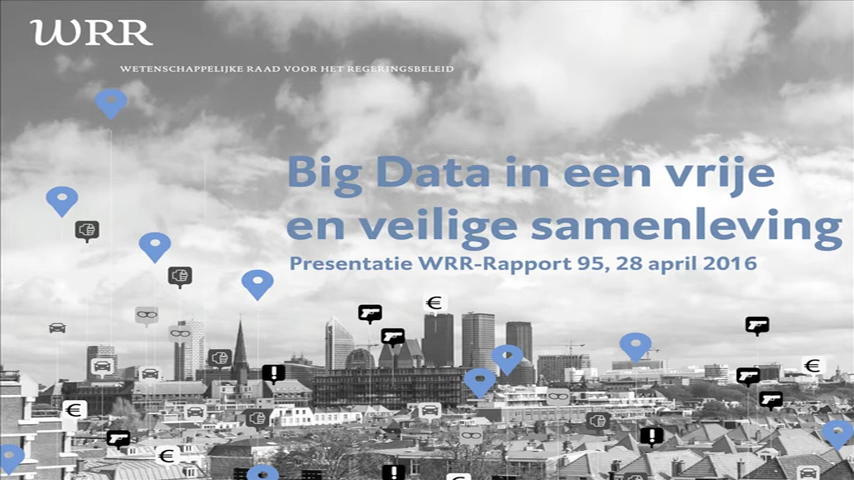 WRR
WETENSCHAPPELIJKE RAAD VOOR HET REGERINGSBELEID
Big Data in een vrije
en veilige samenleving
Presentatie WRR-Rapport 95, 28 april 2016